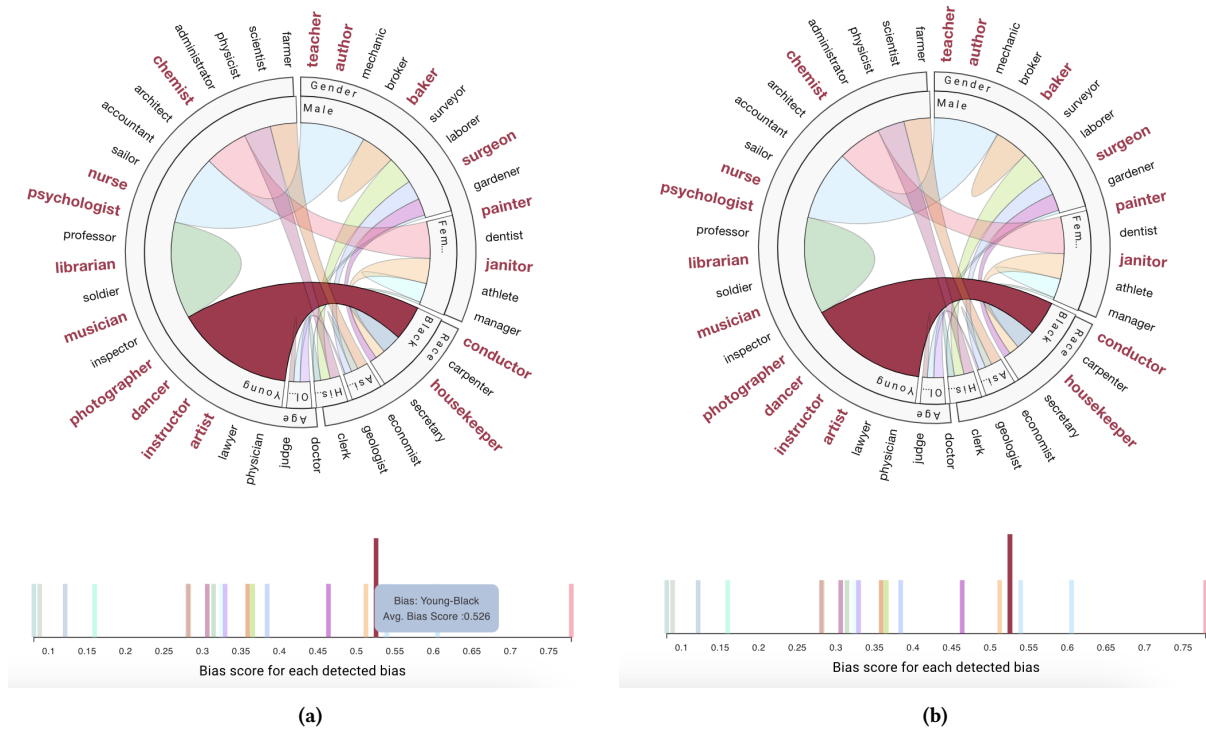 administrator
physicist
scientist
farmer
teacher
author
mechanic
broker
baker
surveyor
laborer
surgeon
gardener
painter
dentist
janitor
athlete
manager
conductor
carpenter
housekeeper
secretary
economist
geologist
clerk
doctor
judge
physician
lawyer
artist
instructor
dancer
photographer
inspector
musician
soldier
librarian
professor
psychologist
nurse
sailor
accountant
architect
chemist
Gender
Male
Fem...
Race
Black
Asi...
His...
Age
Ol...
Young
Bias: Young-Black
Avg. Bias Score :0.526
0.1 0.15 0.2 0.25 0.3 0.35 0.4 0.45 0.5 0.55 0.6 0.65 0.7 0.75
Bias score for each detected bias
(a)
administrator
physicist
scientist
farmer
teacher
author
mechanic
broker
baker
surveyor
laborer
surgeon
gardener
painter
dentist
janitor
athlete
manager
conductor
carpenter
housekeeper
secretary
economist
geologist
clerk
doctor
judge
physician
lawyer
artist
instructor
dancer
photographer
inspector
musician
soldier
librarian
professor
psychologist
nurse
sailor
accountant
architect
chemist
Gender
Male
Fem...
Race
Black
Asi...
His...
Age
Ol...
Young
0.1 0.15 0.2 0.25 0.3 0.35 0.4 0.45 0.5 0.55 0.6 0.65 0.7 0.75
Bias score for each detected bias
(b)